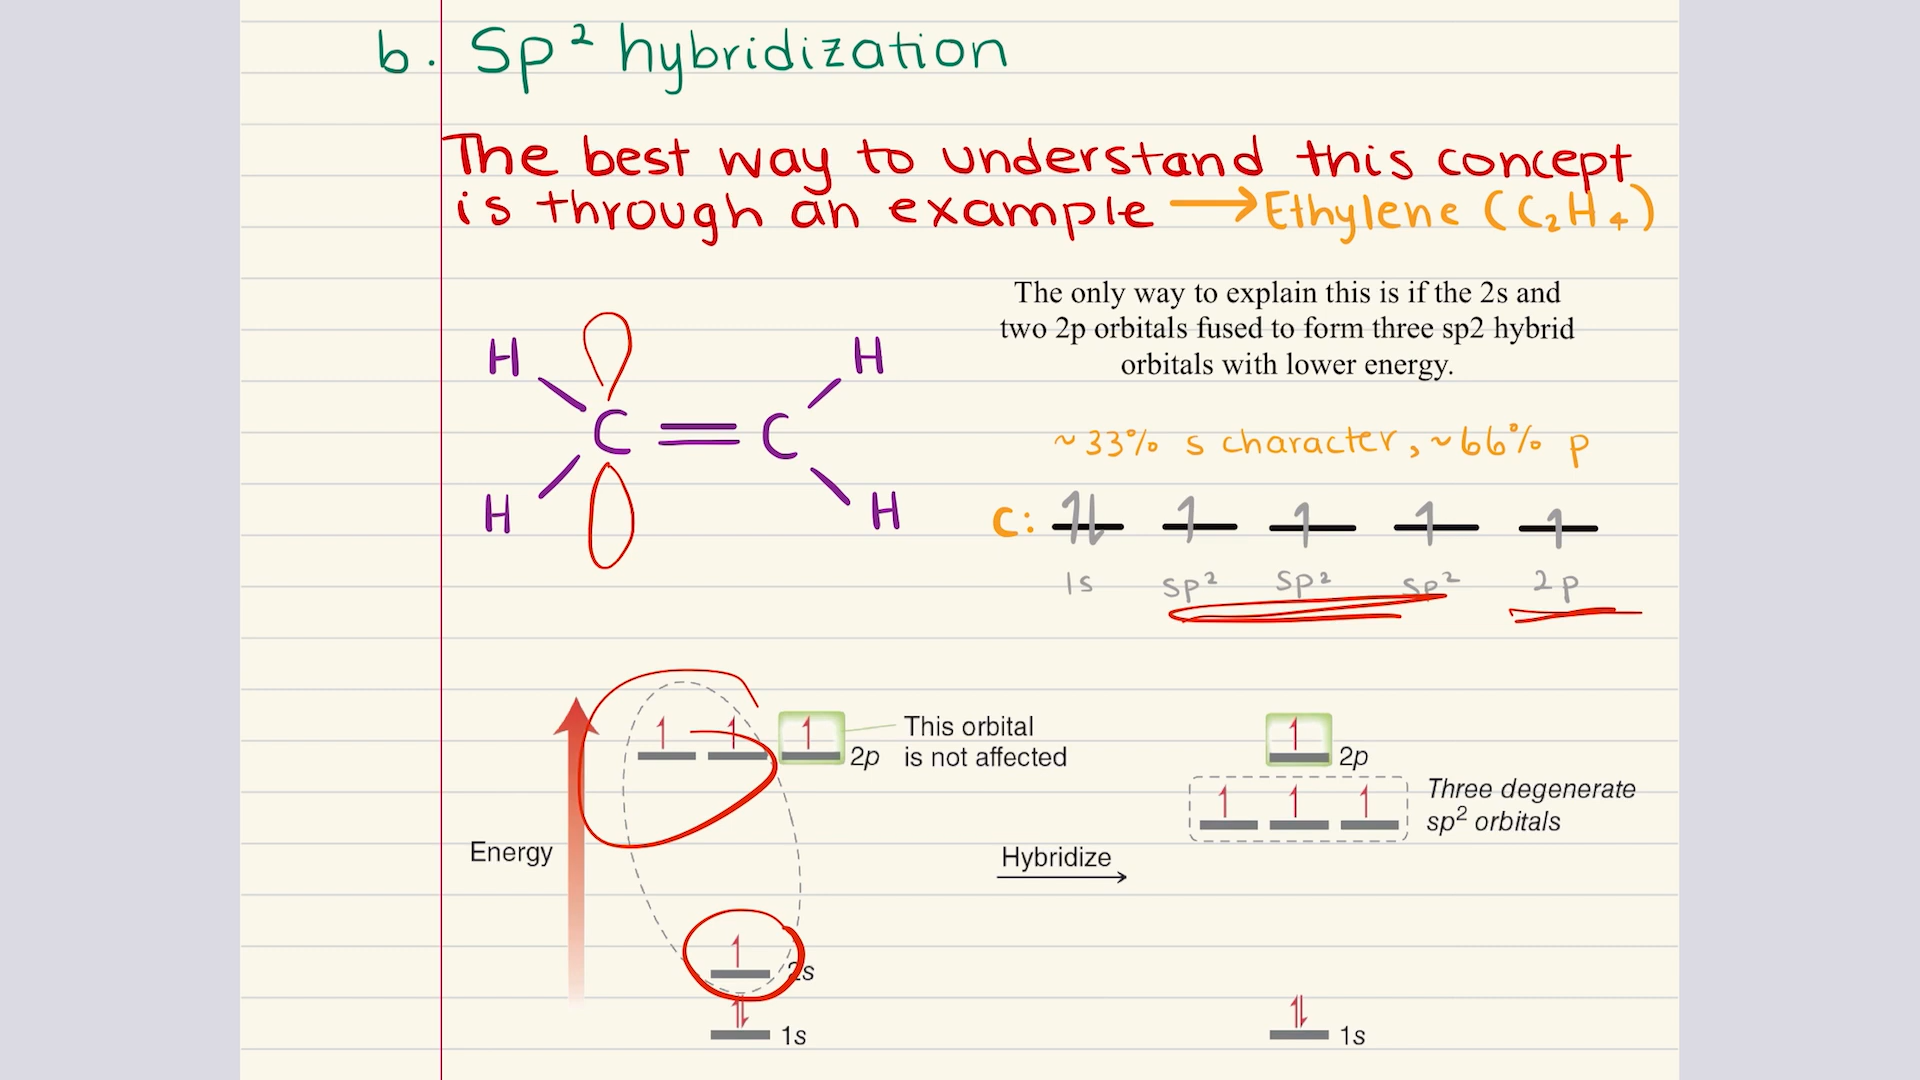 b. Sp² hybridization
The best way to understand this concept
is through an example → Ethylene (C₂H₄)
The only way to explain this is if the 2s and
two 2p orbitals fused to form three sp2 hybrid
orbitals with lower energy.
H H
C = C
H H
~33% s character, ~66% p
C: 1s sp² sp² sp² 2p
This orbital
2p is not affected
2p
Three degenerate
sp² orbitals
Energy
Hybridize
2s
1s
1s